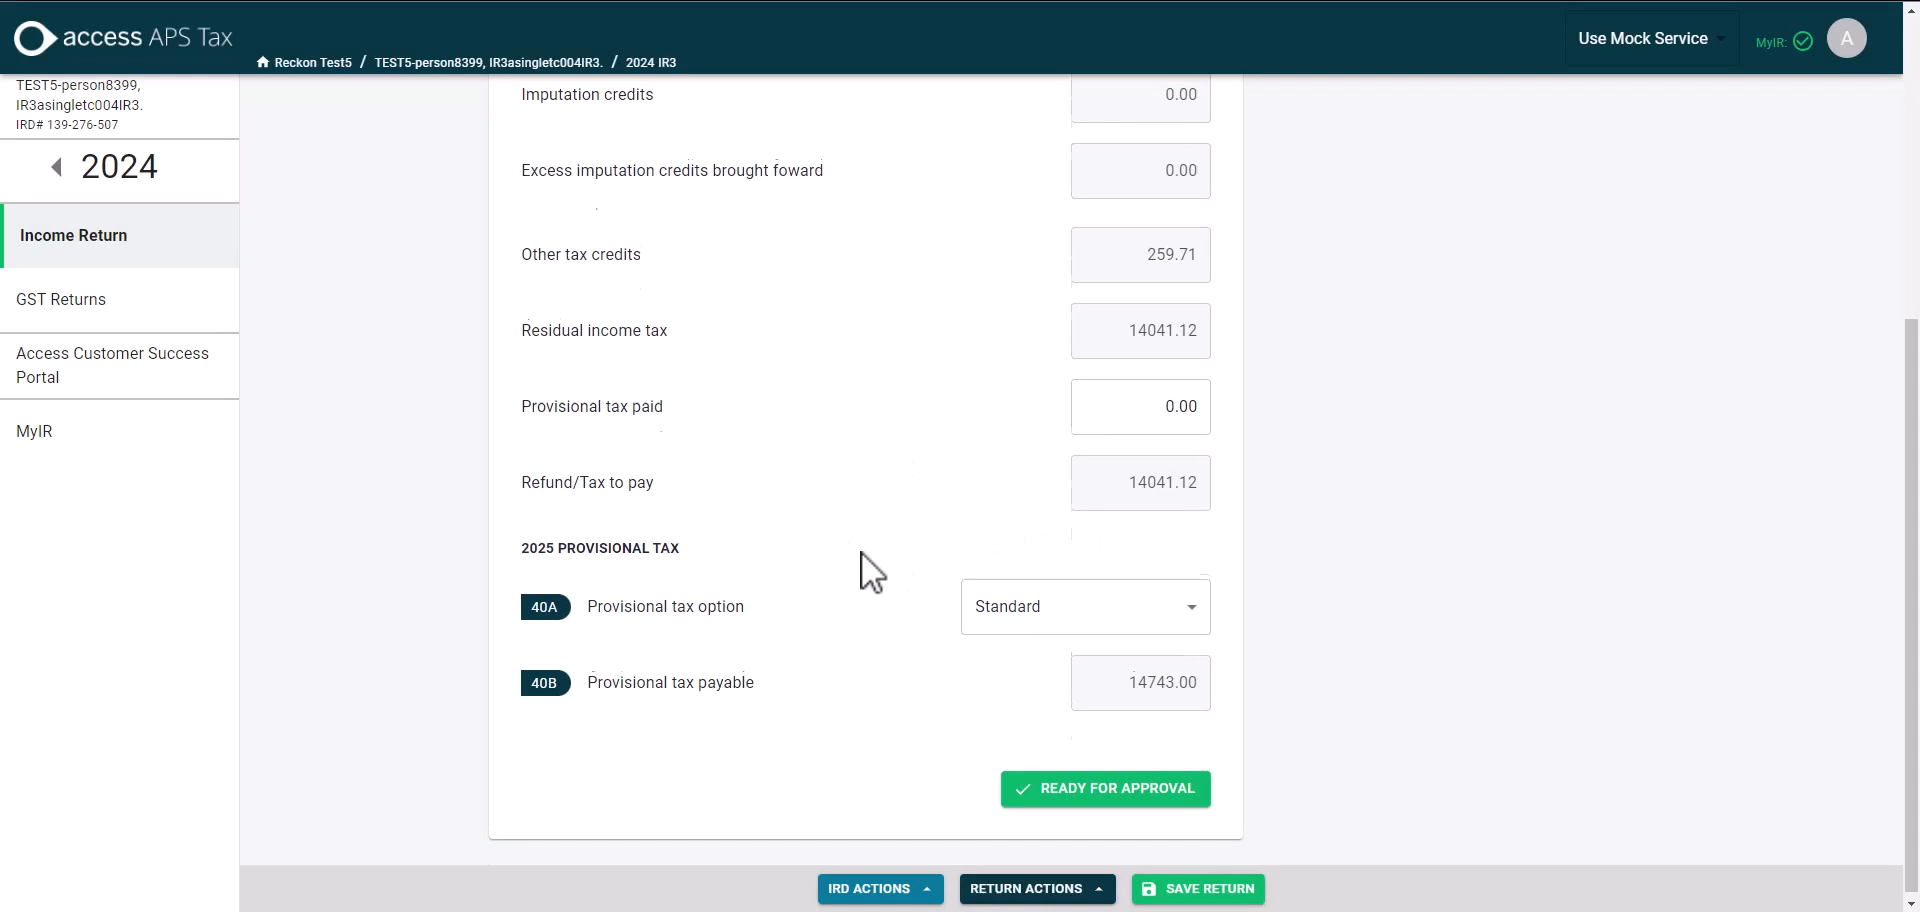 access APS Tax
Reckon Test5 / TEST5-person8399, IR3asingletc004IR3. / 2024 IR3
Use Mock Service
MyIR:
A
TEST5-person8399,
IR3asingletc004IR3.
IRD# 139-276-507
2024
Income Return
GST Returns
Access Customer Success
Portal
MyIR
Imputation credits 0.00
Excess imputation credits brought foward 0.00
Other tax credits 259.71
Residual income tax 14041.12
Provisional tax paid 0.00
Refund/Tax to pay 14041.12
2025 PROVISIONAL TAX
40A Provisional tax option Standard
40B Provisional tax payable 14743.00
READY FOR APPROVAL
IRD ACTIONS RETURN ACTIONS SAVE RETURN